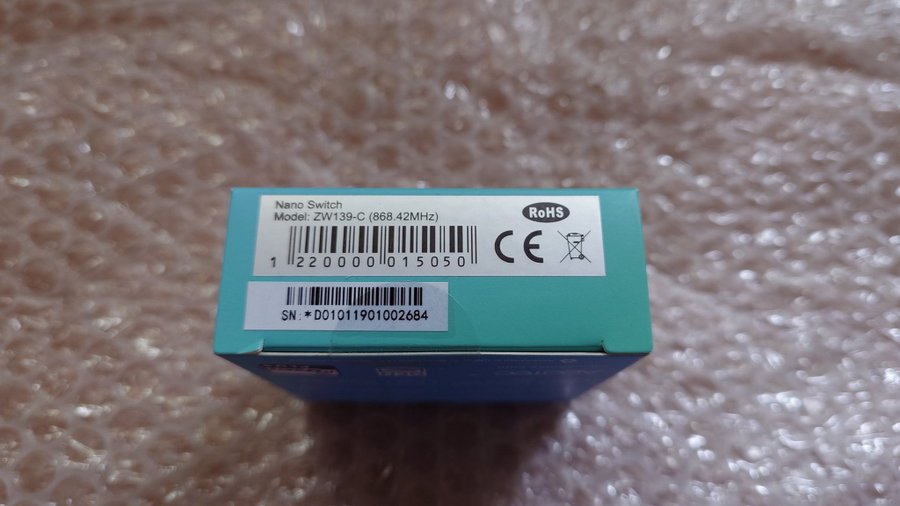 Nano Switch
Model: ZW139-C (868.42MHz)
RoHS
1 220000 015050
CE
SN:*D01011901002684